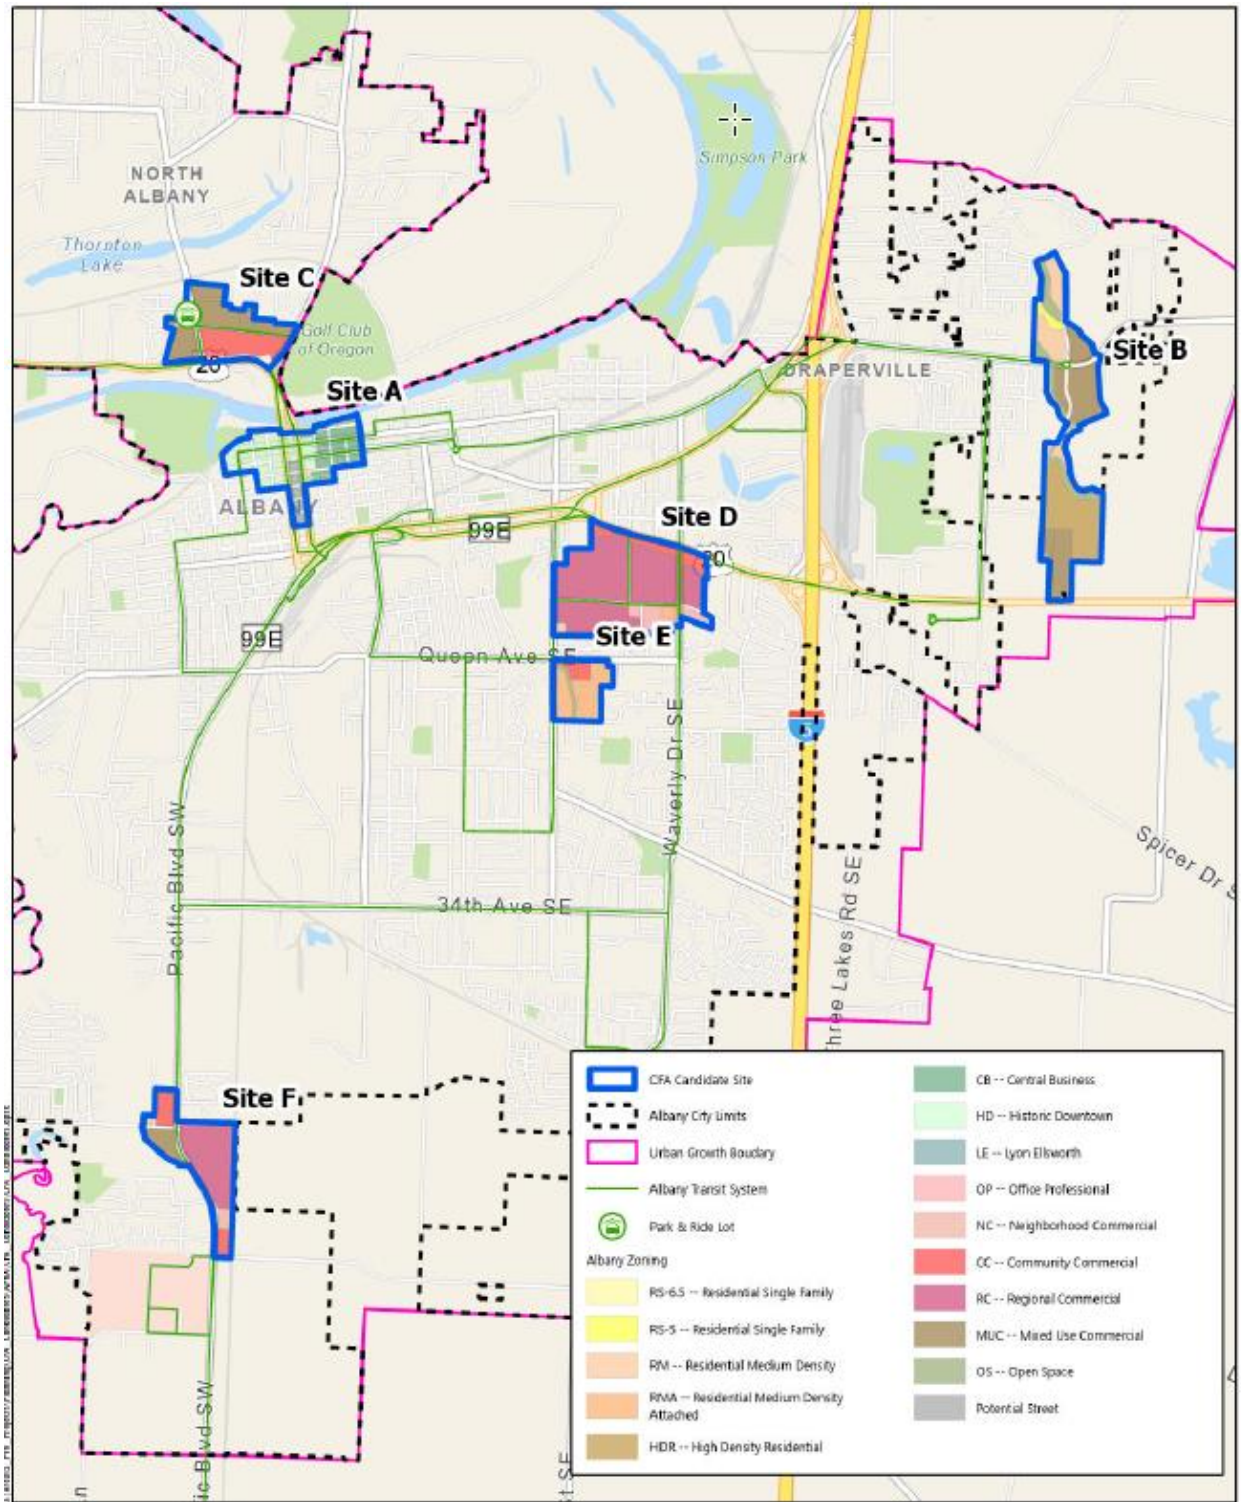 Simpson Park
NORTH
ALBANY
Thornton
Lake
Site C
Golf Club
of Oregon
20
Site A
DRAPERVILLE
Site B
ALBANY
99E
Site D
20
99E
Site E
Queen Ave SE
5
Waverly Dr SE
Pacific Blvd SW
Spicer Dr S
34th Ave SE
Three Lakes Rd SE
Site F
CFA Candidate Site
Albany City Limits
Urban Growth Boudary
Albany Transit System
Park & Ride Lot
Albany Zoning
RS-6.5 -- Residential Single Family
RS-5 -- Residential Single Family
RM -- Residential Medium Density
RMA -- Residential Medium Density
Attached
HDR -- High Density Residential
CB -- Central Business
HD -- Historic Downtown
LE -- Lyon Ellsworth
OP -- Office Professional
NC -- Neighborhood Commercial
CC -- Community Commercial
RC -- Regional Commercial
MUC -- Mixed Use Commercial
OS -- Open Space
Potential Street
ic Blvd SW
n
t SE